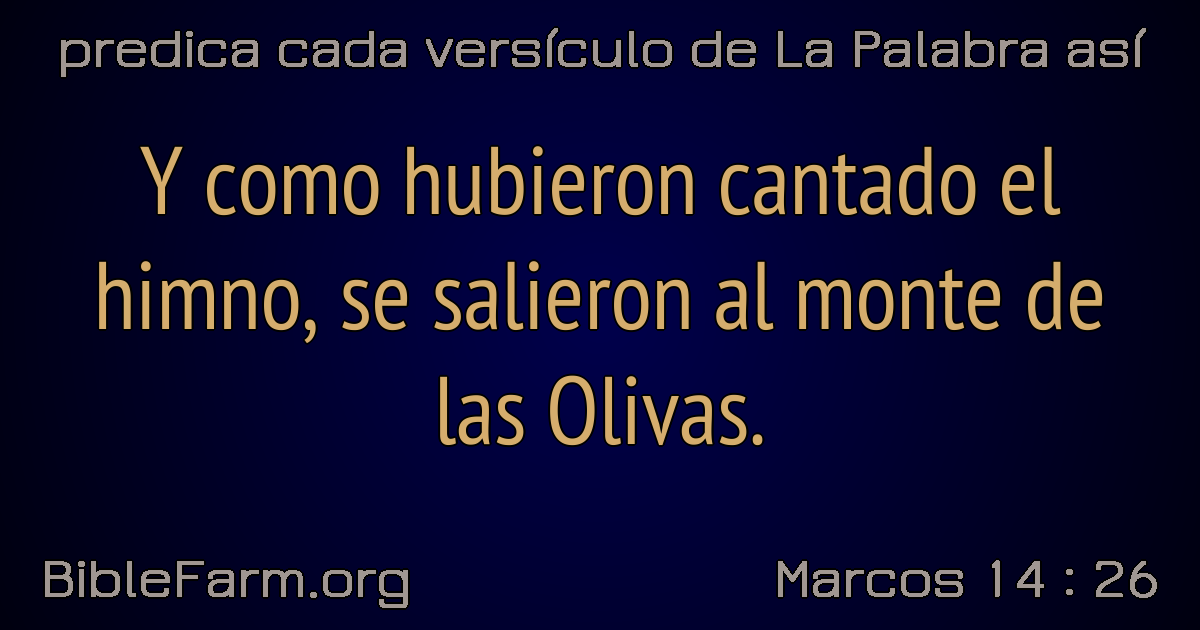 predica cada versículo de La Palabra así
Y como hubieron cantado el
himno, se salieron al monte de
las Olivas.
BibleFarm.org
Marcos 14 : 26